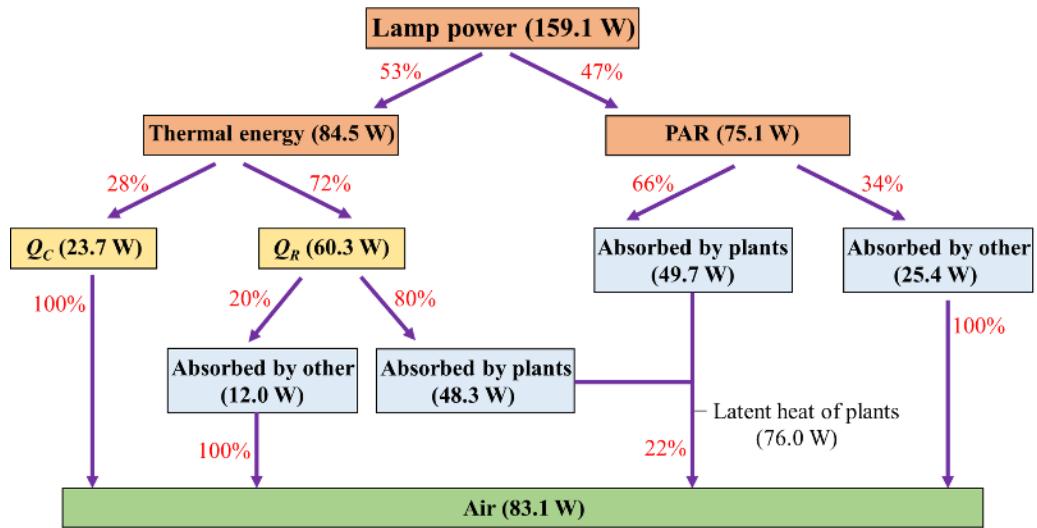 Lamp power (159.1 W)
53%
47%
Thermal energy (84.5 W)
PAR (75.1 W)
28%
72%
66%
34%
Q_C (23.7 W)
Q_R (60.3 W)
Absorbed by plants
(49.7 W)
Absorbed by other
(25.4 W)
100%
20%
80%
100%
Absorbed by other
(12.0 W)
Absorbed by plants
(48.3 W)
Latent heat of plants
(76.0 W)
100%
22%
Air (83.1 W)